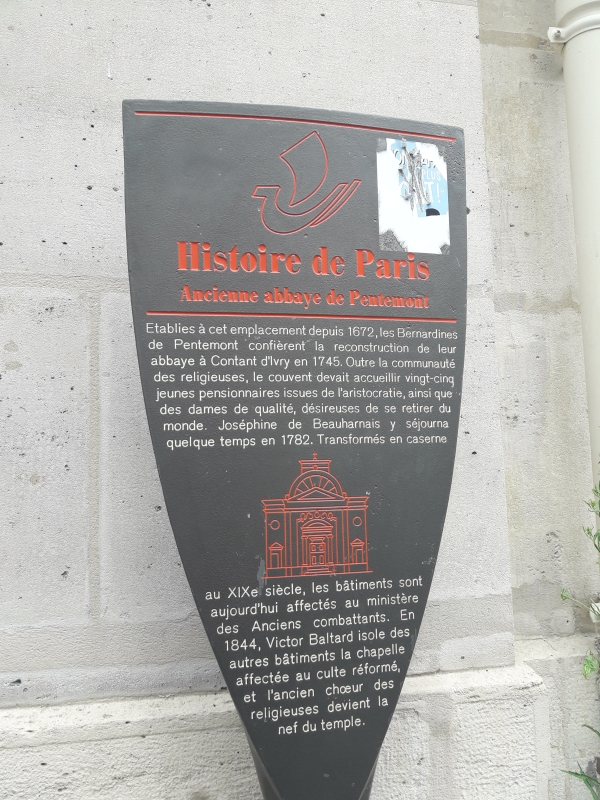 Histoire de Paris
Ancienne abbaye de Pentemont
Etablies à cet emplacement depuis 1672, les Bernardines
de Pentemont confièrent la reconstruction de leur
abbaye à Contant d'Ivry en 1745. Outre la communauté
des religieuses, le couvent devait accueillir vingt-cinq
jeunes pensionnaires issues de l'aristocratie, ainsi que
des dames de qualité, désireuses de se retirer du
monde. Joséphine de Beauharnais y séjourna
quelque temps en 1782. Transformés en caserne
au XIXe siècle, les bâtiments sont
aujourd'hui affectés au ministère
des Anciens combattants. En
1844, Victor Baltard isole des
autres bâtiments la chapelle
affectée au culte réformé,
et l'ancien chœur des
religieuses devient la
nef du temple.